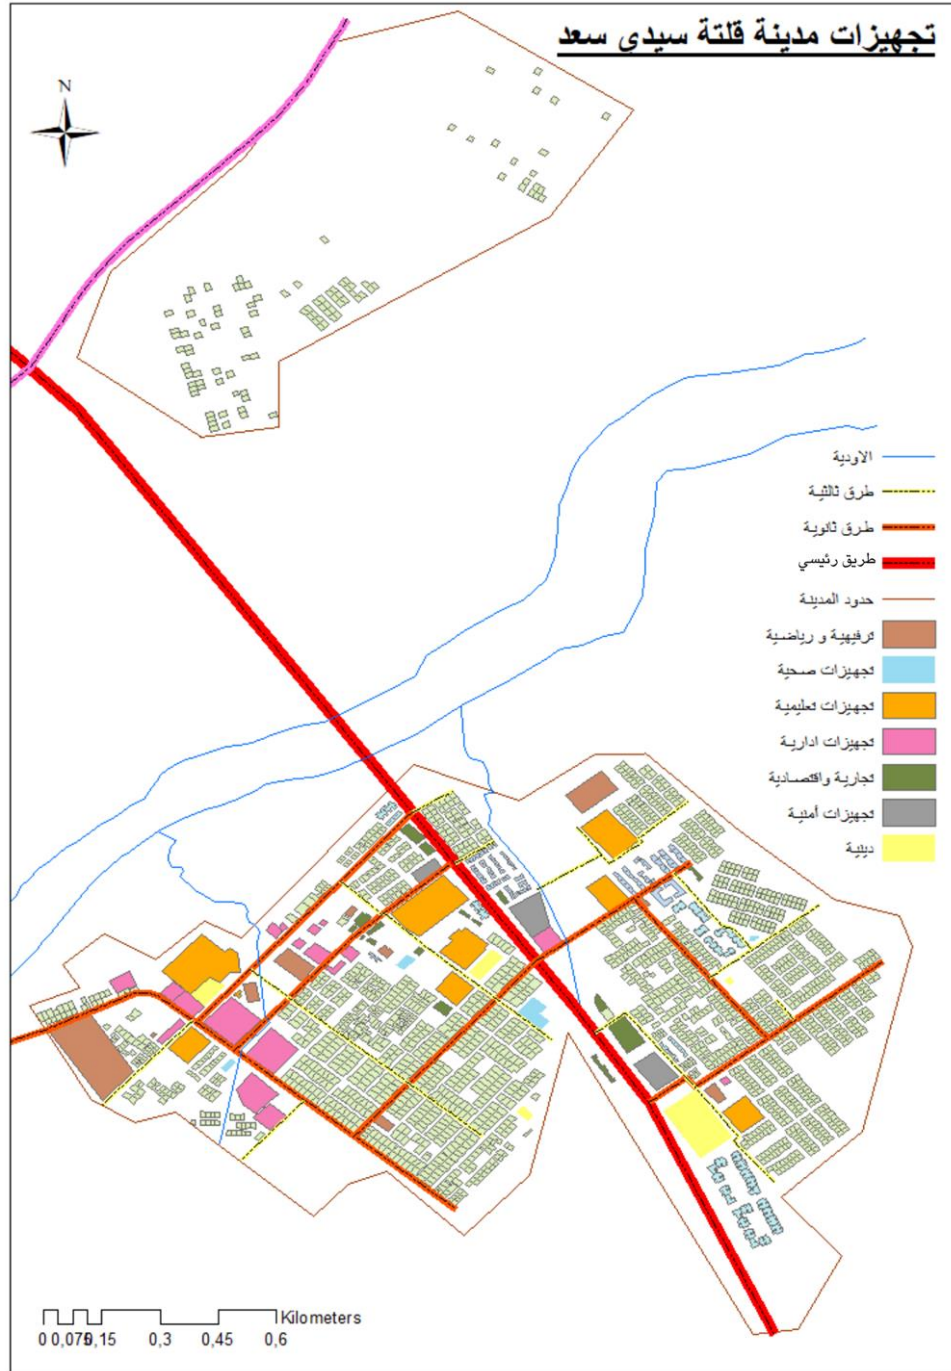 تجهيزات مدينة قلتة سيدي سعد
N
الاودية
طرق ثالثية
طرق ثانوية
طريق رئيسي
حدود المدينة
ترفيهية و رياضية
تجهيزات صحية
تجهيزات تعليمية
تجهيزات ادارية
تجارية واقتصادية
تجهيزات أمنية
دينية
Kilometers
0 0,075 0,15 0,3 0,45 0,6